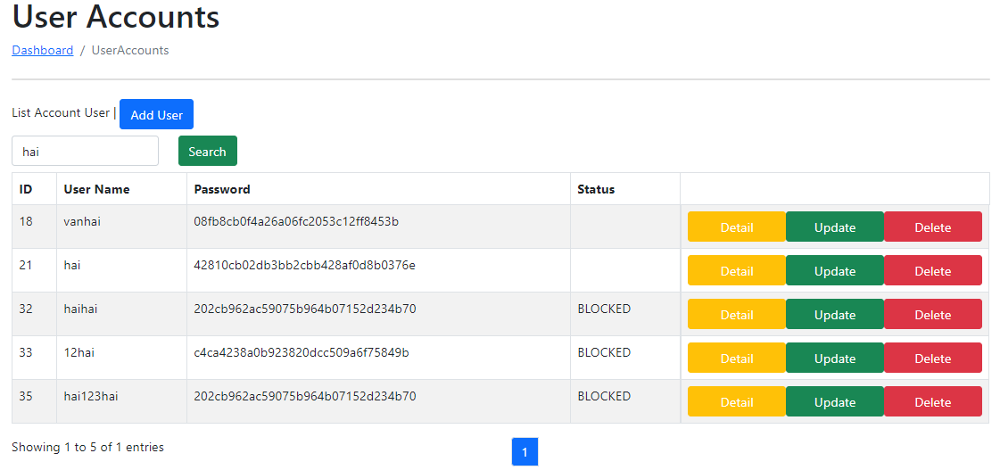 User Accounts
Dashboard / UserAccounts
List Account User | Add User
hai Search
ID User Name Password Status
18 vanhai 08fb8cb0f4a26a06fc2053c12ff8453b Detail Update Delete
21 hai 42810cb02db3bb2cbb428af0d8b0376e Detail Update Delete
32 haihai 202cb962ac59075b964b07152d234b70 BLOCKED Detail Update Delete
33 12hai c4ca4238a0b923820dcc509a6f75849b BLOCKED Detail Update Delete
35 hai123hai 202cb962ac59075b964b07152d234b70 BLOCKED Detail Update Delete
Showing 1 to 5 of 1 entries 1